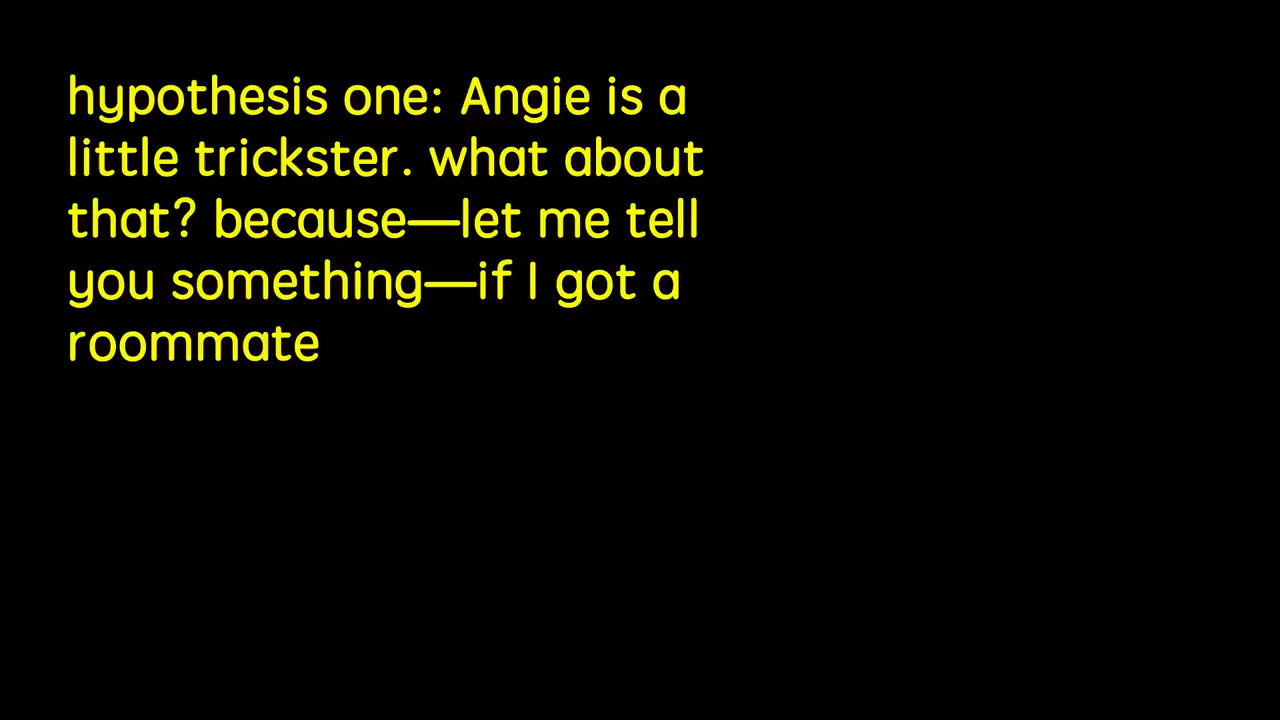 hypothesis one: Angie is a
little trickster. what about
that? because—let me tell
you something—if I got a
roommate